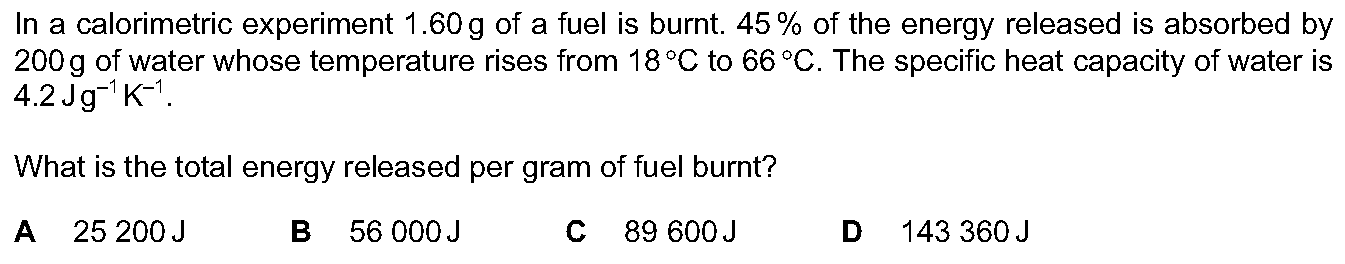 In a calorimetric experiment 1.60 g of a fuel is burnt. 45 % of the energy released is absorbed by
200 g of water whose temperature rises from 18 °C to 66 °C. The specific heat capacity of water is
4.2 J g⁻¹ K⁻¹.
What is the total energy released per gram of fuel burnt?
A 25 200 J B 56 000 J C 89 600 J D 143 360 J